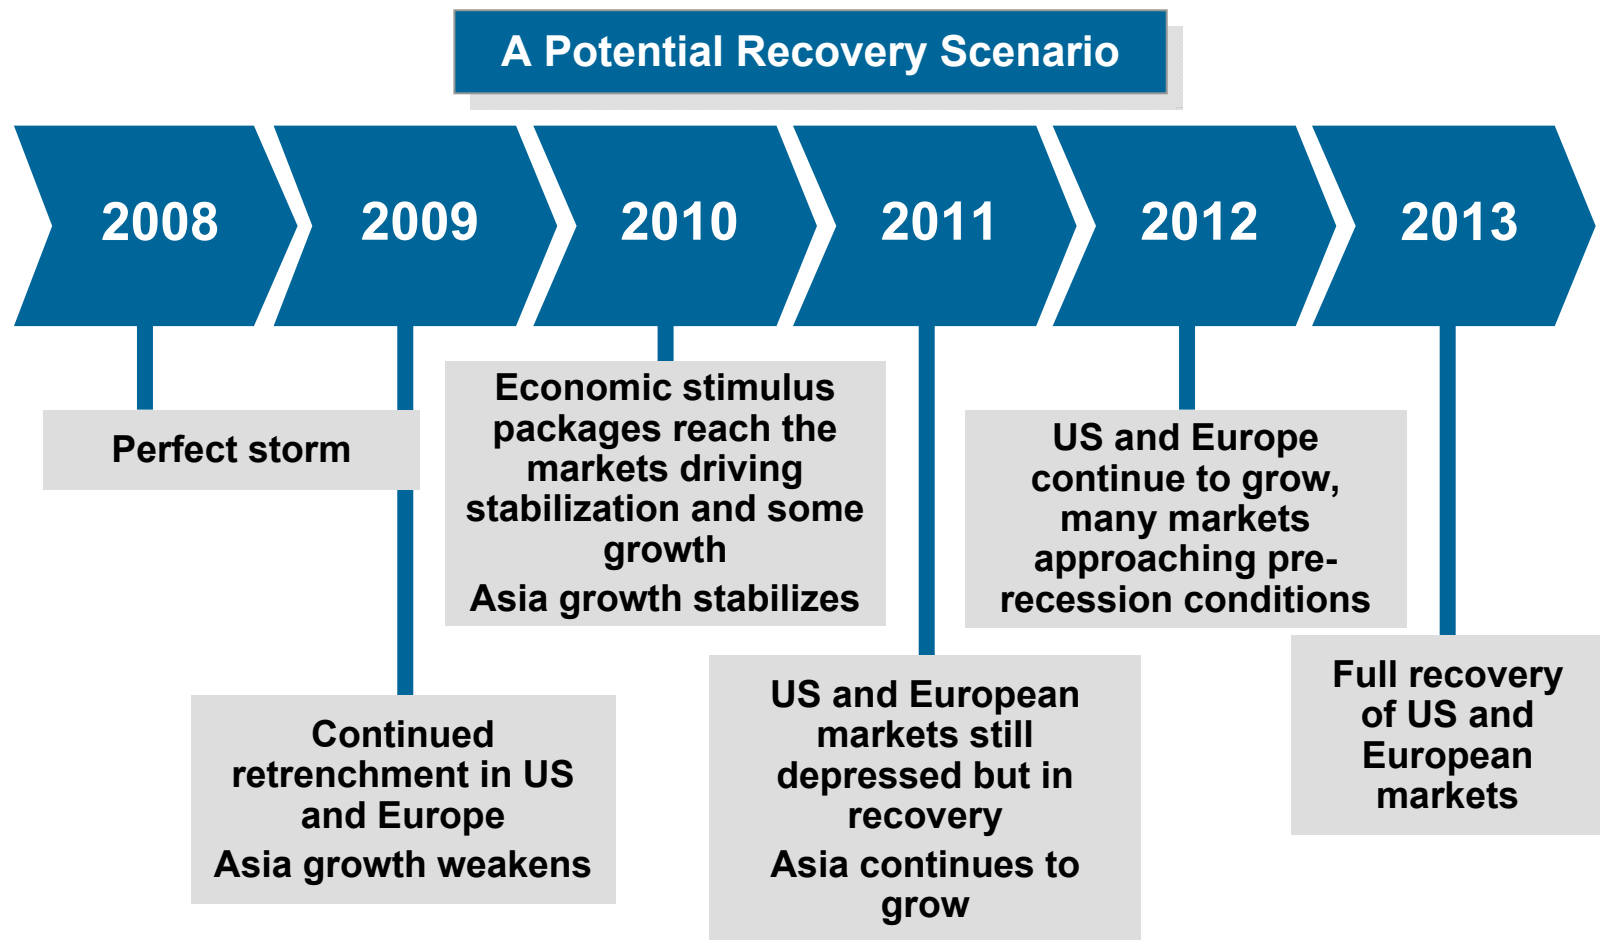 A Potential Recovery Scenario
2008
2009
2010
2011
2012
2013
Perfect storm
Continued
retrenchment in US
and Europe
Asia growth weakens
Economic stimulus
packages reach the
markets driving
stabilization and some
growth
Asia growth stabilizes
US and European
markets still
depressed but in
recovery
Asia continues to
grow
US and Europe
continue to grow,
many markets
approaching pre-
recession conditions
Full recovery
of US and
European
markets